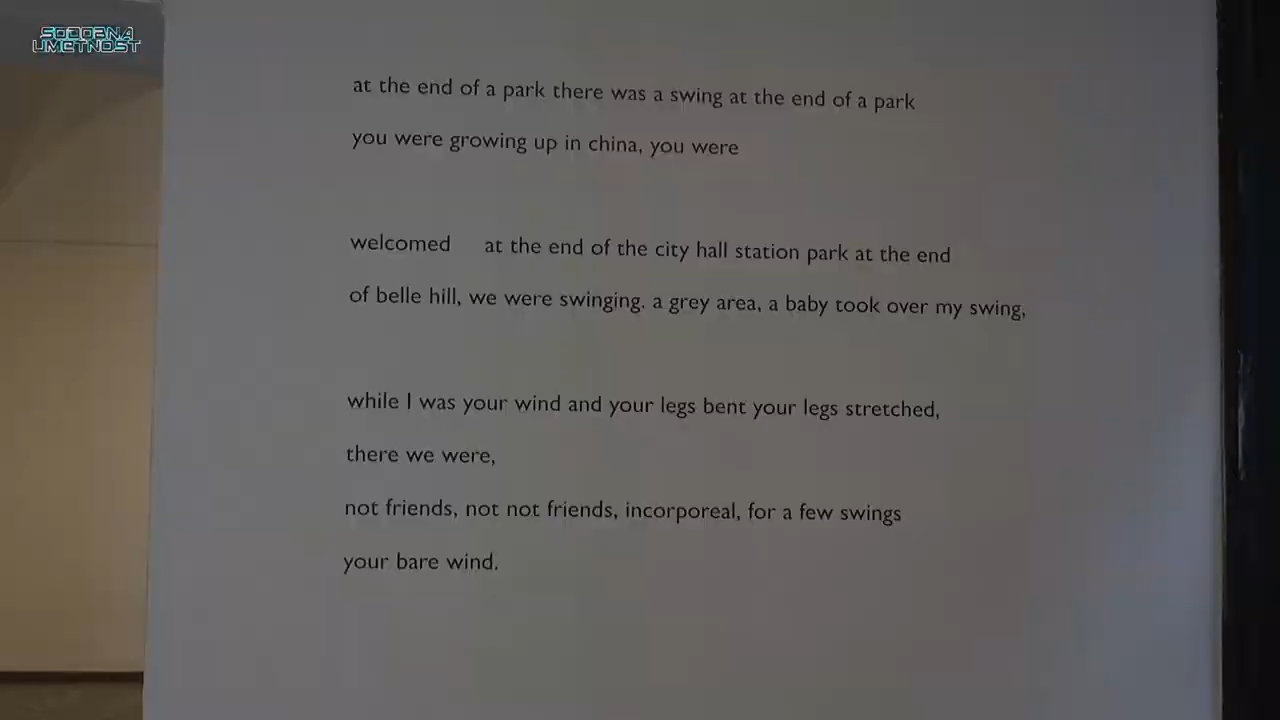 SODOBNA
UMETNOST
at the end of a park there was a swing at the end of a park
you were growing up in china, you were
welcomed at the end of the city hall station park at the end
of belle hill, we were swinging. a grey area, a baby took over my swing,
while I was your wind and your legs bent your legs stretched,
there we were,
not friends, not not friends, incorporeal, for a few swings
your bare wind.